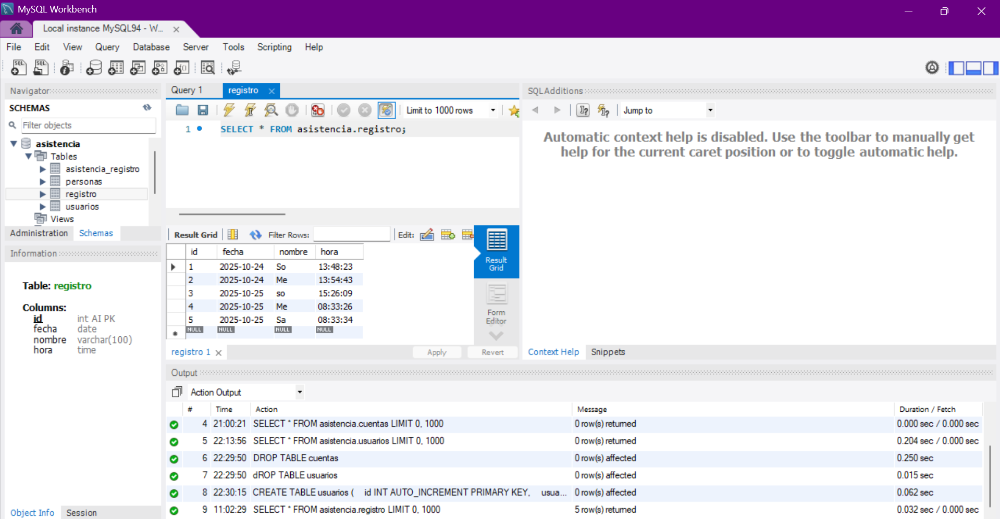 MySQL Workbench
Local instance MySQL94 - W...
File Edit View Query Database Server Tools Scripting Help
Navigator
SCHEMAS
Filter objects
asistencia
Tables
asistencia_registro
personas
registro
usuarios
Views
Administration Schemas
Information
Table: registro
Columns:
id int AI PK
fecha date
nombre varchar(100)
hora time
Object Info Session
Query 1 registro
Limit to 1000 rows
1 SELECT * FROM asistencia.registro;
Result Grid Filter Rows: Edit:
id fecha nombre hora
1 2025-10-24 So 13:48:23
2 2025-10-24 Me 13:54:43
3 2025-10-25 so 15:26:09
4 2025-10-25 Me 08:33:26
5 2025-10-25 Sa 08:33:34
NULL NULL NULL NULL
Result
Grid
Form
Editor
registro 1 Apply Revert
SQLAdditions
Jump to
Automatic context help is disabled. Use the toolbar to manually get
help for the current caret position or to toggle automatic help.
Context Help Snippets
Output
Action Output
# Time Action Message Duration / Fetch
4 21:00:21 SELECT * FROM asistencia.cuentas LIMIT 0, 1000 0 row(s) returned 0.000 sec / 0.000 sec
5 22:13:56 SELECT * FROM asistencia.usuarios LIMIT 0, 1000 0 row(s) returned 0.204 sec / 0.000 sec
6 22:29:50 DROP TABLE cuentas 0 row(s) affected 0.250 sec
7 22:29:50 dROP TABLE usuarios 0 row(s) affected 0.015 sec
8 22:30:15 CREATE TABLE usuarios ( id INT AUTO_INCREMENT PRIMARY KEY, usua... 0 row(s) affected 0.062 sec
9 11:02:29 SELECT * FROM asistencia.registro LIMIT 0, 1000 5 row(s) returned 0.032 sec / 0.000 sec